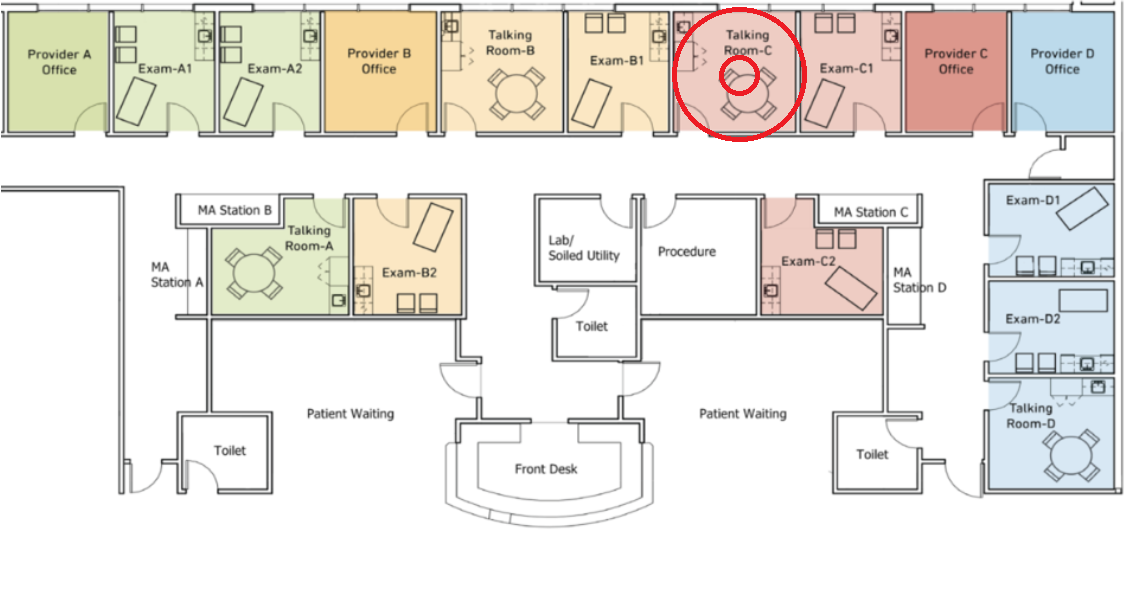 Provider A
Office
Exam-A1
Exam-A2
Provider B
Office
Talking
Room-B
Exam-B1
Talking
Room-C
Exam-C1
Provider C
Office
Provider D
Office
MA Station B
Talking
Room-A
MA
Station A
Exam-B2
Lab/
Soiled Utility
Procedure
Exam-C2
MA Station C
MA
Station D
Exam-D1
Exam-D2
Toilet
Patient Waiting
Patient Waiting
Talking
Room-D
Toilet
Front Desk
Toilet